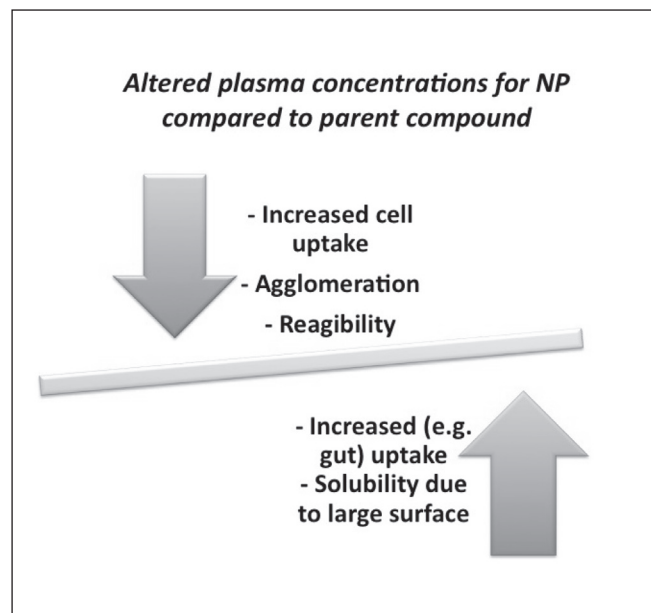 Altered plasma concentrations for NP
compared to parent compound
- Increased cell
uptake
- Agglomeration
- Reagibility
- Increased (e.g.
gut) uptake
- Solubility due
to large surface